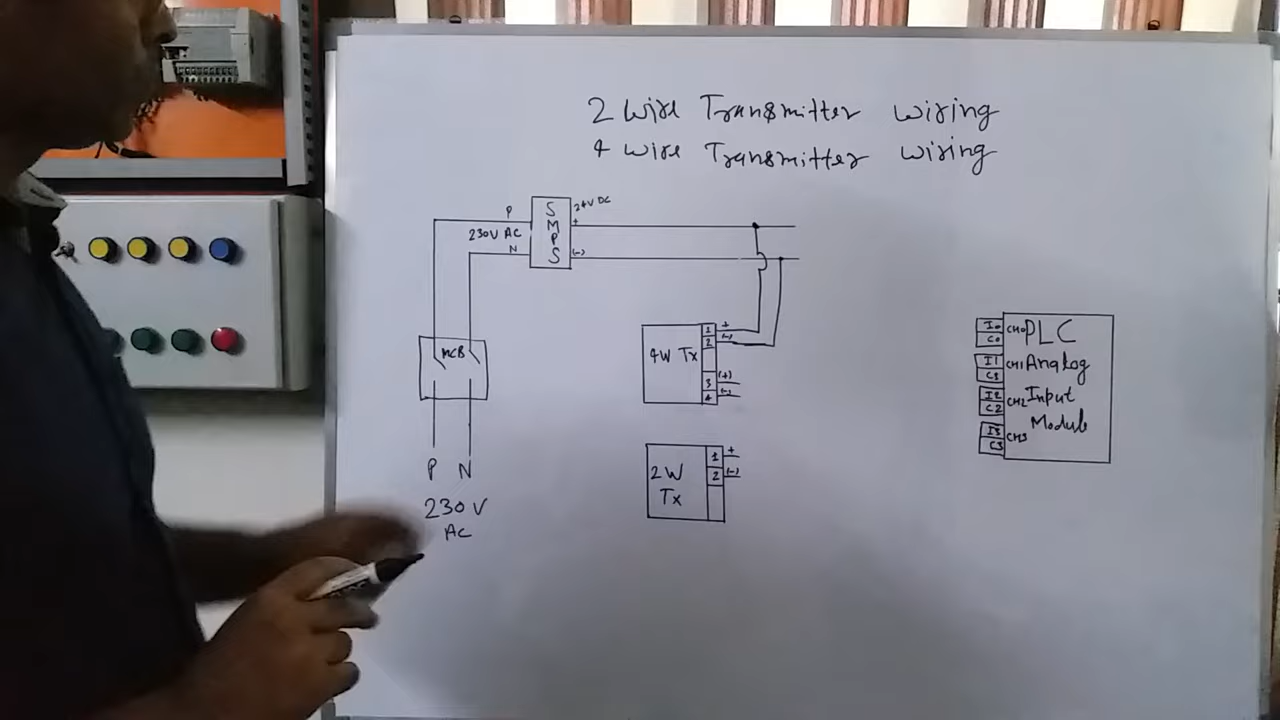 2 Wire Transmitter Wiring
4 Wire Transmitter Wiring
P
230V AC
N
S
M
P
S
24V DC
+
(-)
MCB
P N
230 V
AC
4W Tx
1 +
2 (-)
3 (+)
4 (-)
2W
Tx
1 +
2 (-)
I0
C0
CH0
I1
C1
CH1
I2
C2
CH2
I3
C3
CH3
PLC
Analog
Input
Module